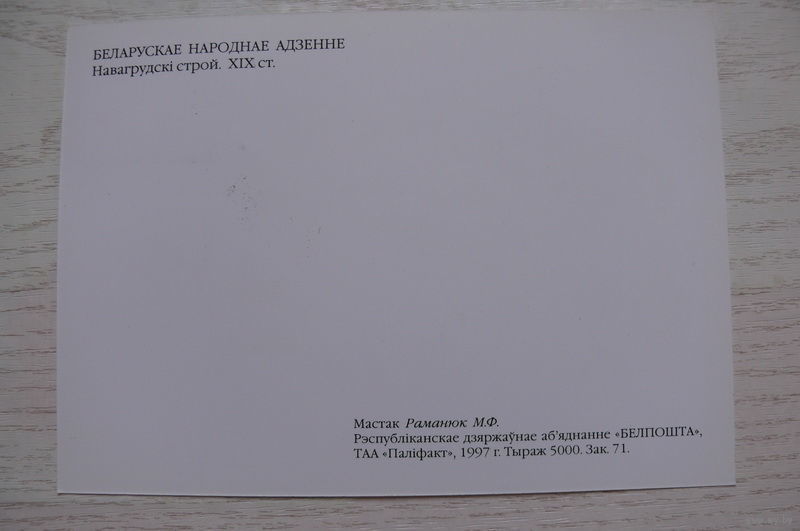 БЕЛАРУСКАЕ НАРОДНАЕ АДЗЕННЕ
Навагрудскі строй. XIX ст.
Мастак Раманюк М.Ф.
Рэспубліканскае дзяржаўнае аб'яднанне «БЕЛПОШТА»,
ТАА «Паліфакт», 1997 г. Тыраж 5000. Зак. 71.